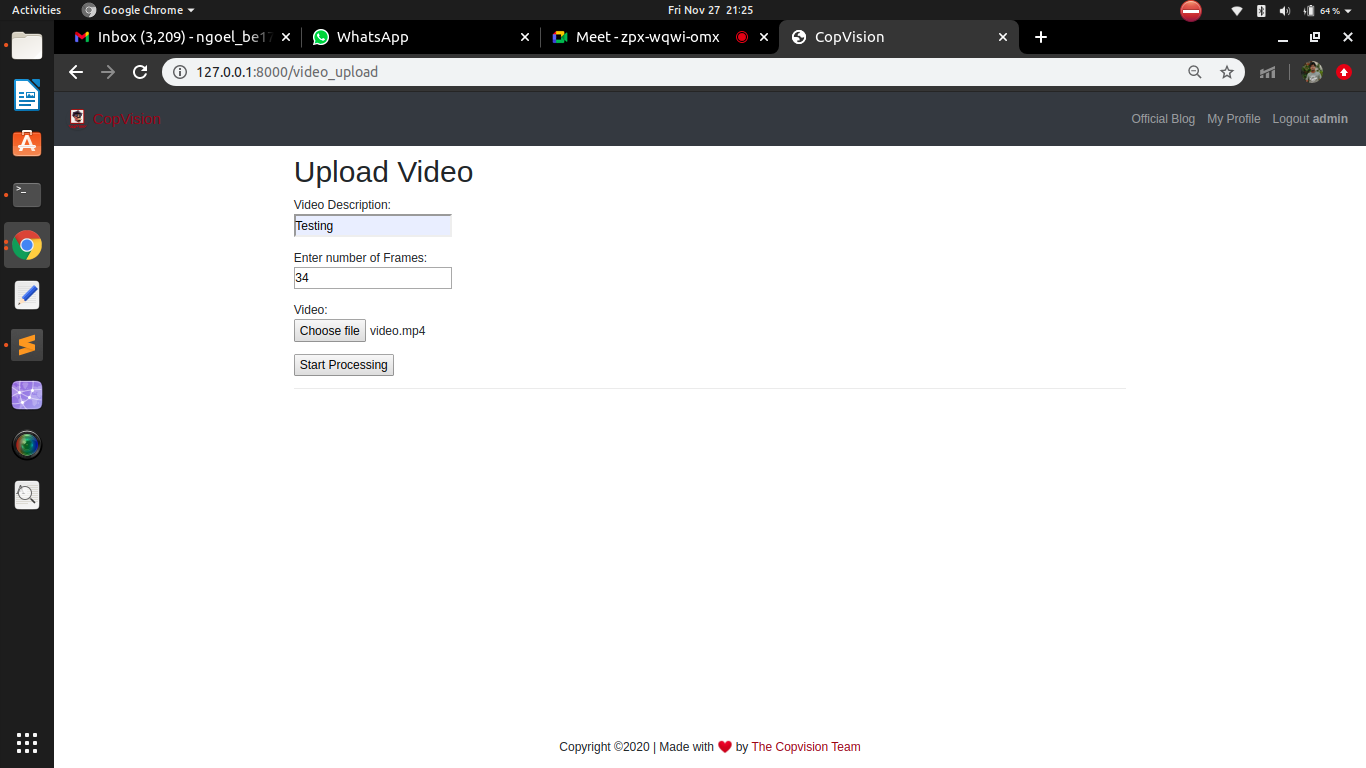 Activities Google Chrome Fri Nov 27 21:25 64 %
Inbox (3,209) - ngoel_be17 WhatsApp Meet - zpx-wqwi-omx CopVision
127.0.0.1:8000/video_upload
CopVision Official Blog My Profile Logout admin
Upload Video
Video Description:
Testing
Enter number of Frames:
34
Video:
Choose file video.mp4
Start Processing
Copyright ©2020 | Made with ❤ by The Copvision Team